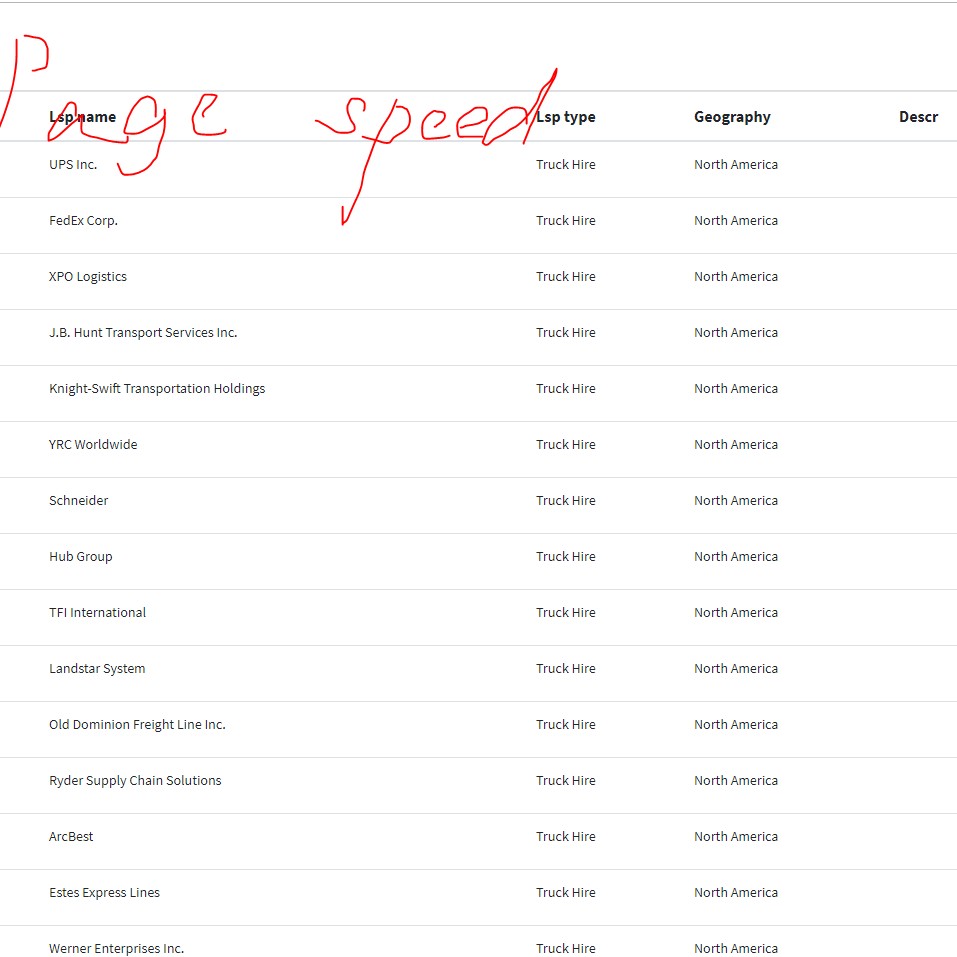 Page speed
Lsp name Lsp type Geography Descr
UPS Inc. Truck Hire North America
FedEx Corp. Truck Hire North America
XPO Logistics Truck Hire North America
J.B. Hunt Transport Services Inc. Truck Hire North America
Knight-Swift Transportation Holdings Truck Hire North America
YRC Worldwide Truck Hire North America
Schneider Truck Hire North America
Hub Group Truck Hire North America
TFI International Truck Hire North America
Landstar System Truck Hire North America
Old Dominion Freight Line Inc. Truck Hire North America
Ryder Supply Chain Solutions Truck Hire North America
ArcBest Truck Hire North America
Estes Express Lines Truck Hire North America
Werner Enterprises Inc. Truck Hire North America